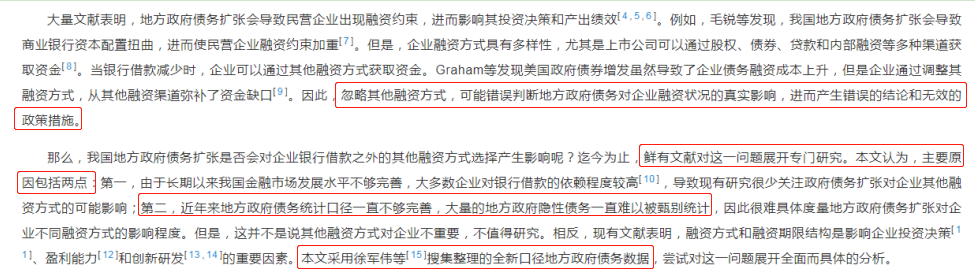 大量文献表明，地方政府债务扩张会导致民营企业出现融资约束，进而影响其投资决策和产出绩效[4,5,6]。例如，毛锐等发现，我国地方政府债务扩张会导致
商业银行资本配置扭曲，进而使民营企业融资约束加重[7]。但是，企业融资方式具有多样性，尤其是上市公司可以通过股权、债券、贷款和内部融资等多种渠道获
取资金[8]。当银行借款减少时，企业可以通过其他融资方式获取资金。Graham等发现美国政府债券增发虽然导致了企业债务融资成本上升，但是企业通过调整其
融资方式，从其他融资渠道弥补了资金缺口[9]。因此，忽略其他融资方式，可能错误判断地方政府债务对企业融资状况的真实影响，进而产生错误的结论和无效的
政策措施。
那么，我国地方政府债务扩张是否会对企业银行借款之外的其他融资方式选择产生影响呢？迄今为止，鲜有文献对这一问题展开专门研究。本文认为，主要原
因包括两点：第一，由于长期以来我国金融市场发展水平不够完善，大多数企业对银行借款的依赖程度较高[10]，导致现有研究很少关注政府债务扩张对企业其他融
资方式的可能影响；第二，近年来地方政府债务统计口径一直不够完善，大量的地方政府隐性债务一直难以被甄别统计，因此很难具体度量地方政府债务扩张对企
业不同融资方式的影响程度。但是，这并不是说其他融资方式对企业不重要，不值得研究。相反，现有文献表明，融资方式和融资期限结构是影响企业投资决策[1
1]、盈利能力[12]和创新研发[13,14]的重要因素。本文采用徐军伟等[15]搜集整理的全新口径地方政府债务数据，尝试对这一问题展开全面而具体的分析。